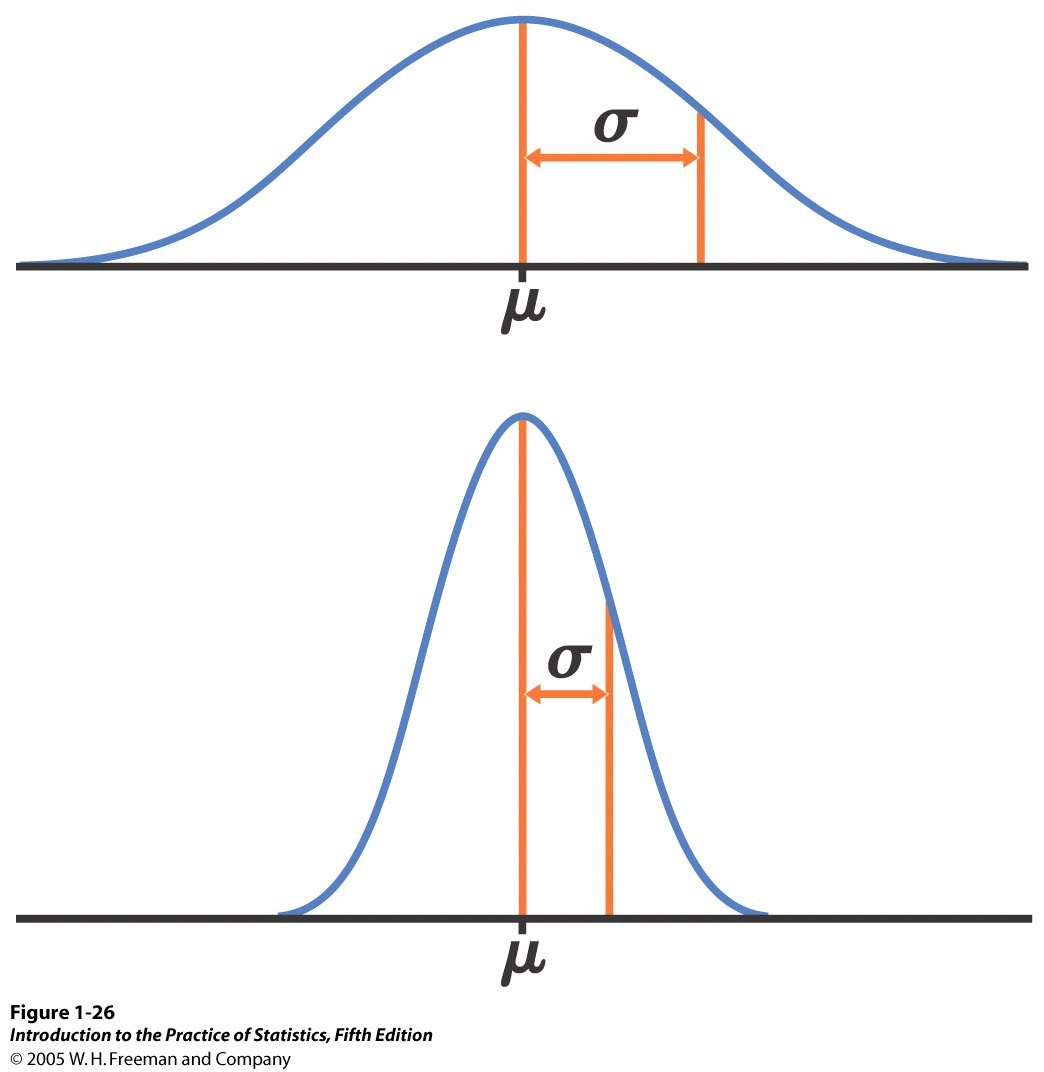 σ
μ
σ
μ
Figure 1-26
Introduction to the Practice of Statistics, Fifth Edition
© 2005 W. H. Freeman and Company